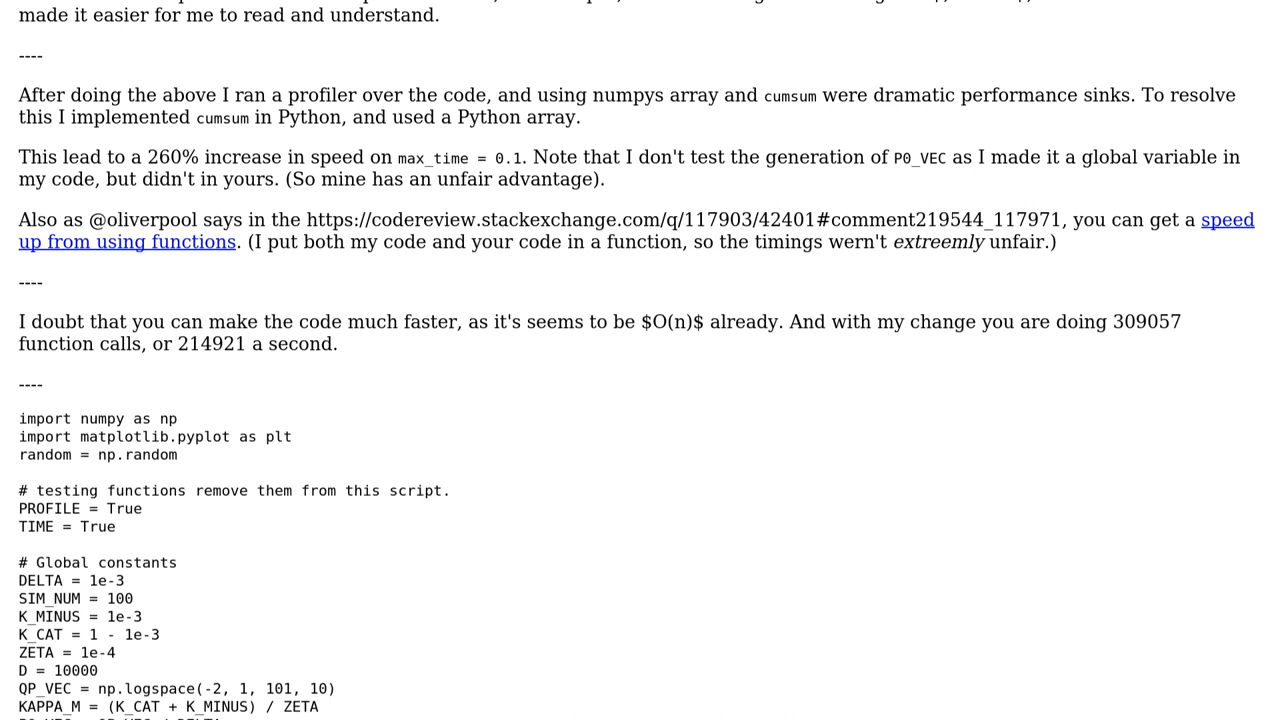 made it easier for me to read and understand.
----
After doing the above I ran a profiler over the code, and using numpys array and cumsum were dramatic performance sinks. To resolve
this I implemented cumsum in Python, and used a Python array.
This lead to a 260% increase in speed on max_time = 0.1. Note that I don't test the generation of P0_VEC as I made it a global variable in
my code, but didn't in yours. (So mine has an unfair advantage).
Also as @oliverpool says in the https://codereview.stackexchange.com/q/117903/42401#comment219544_117971, you can get a speed
up from using functions. (I put both my code and your code in a function, so the timings wern't extreemly unfair.)
----
I doubt that you can make the code much faster, as it's seems to be $O(n)$ already. And with my change you are doing 309057
function calls, or 214921 a second.
----
import numpy as np
import matplotlib.pyplot as plt
random = np.random
# testing functions remove them from this script.
PROFILE = True
TIME = True
# Global constants
DELTA = 1e-3
SIM_NUM = 100
K_MINUS = 1e-3
K_CAT = 1 - 1e-3
ZETA = 1e-4
D = 10000
QP_VEC = np.logspace(-2, 1, 101, 10)
KAPPA_M = (K_CAT + K_MINUS) / ZETA